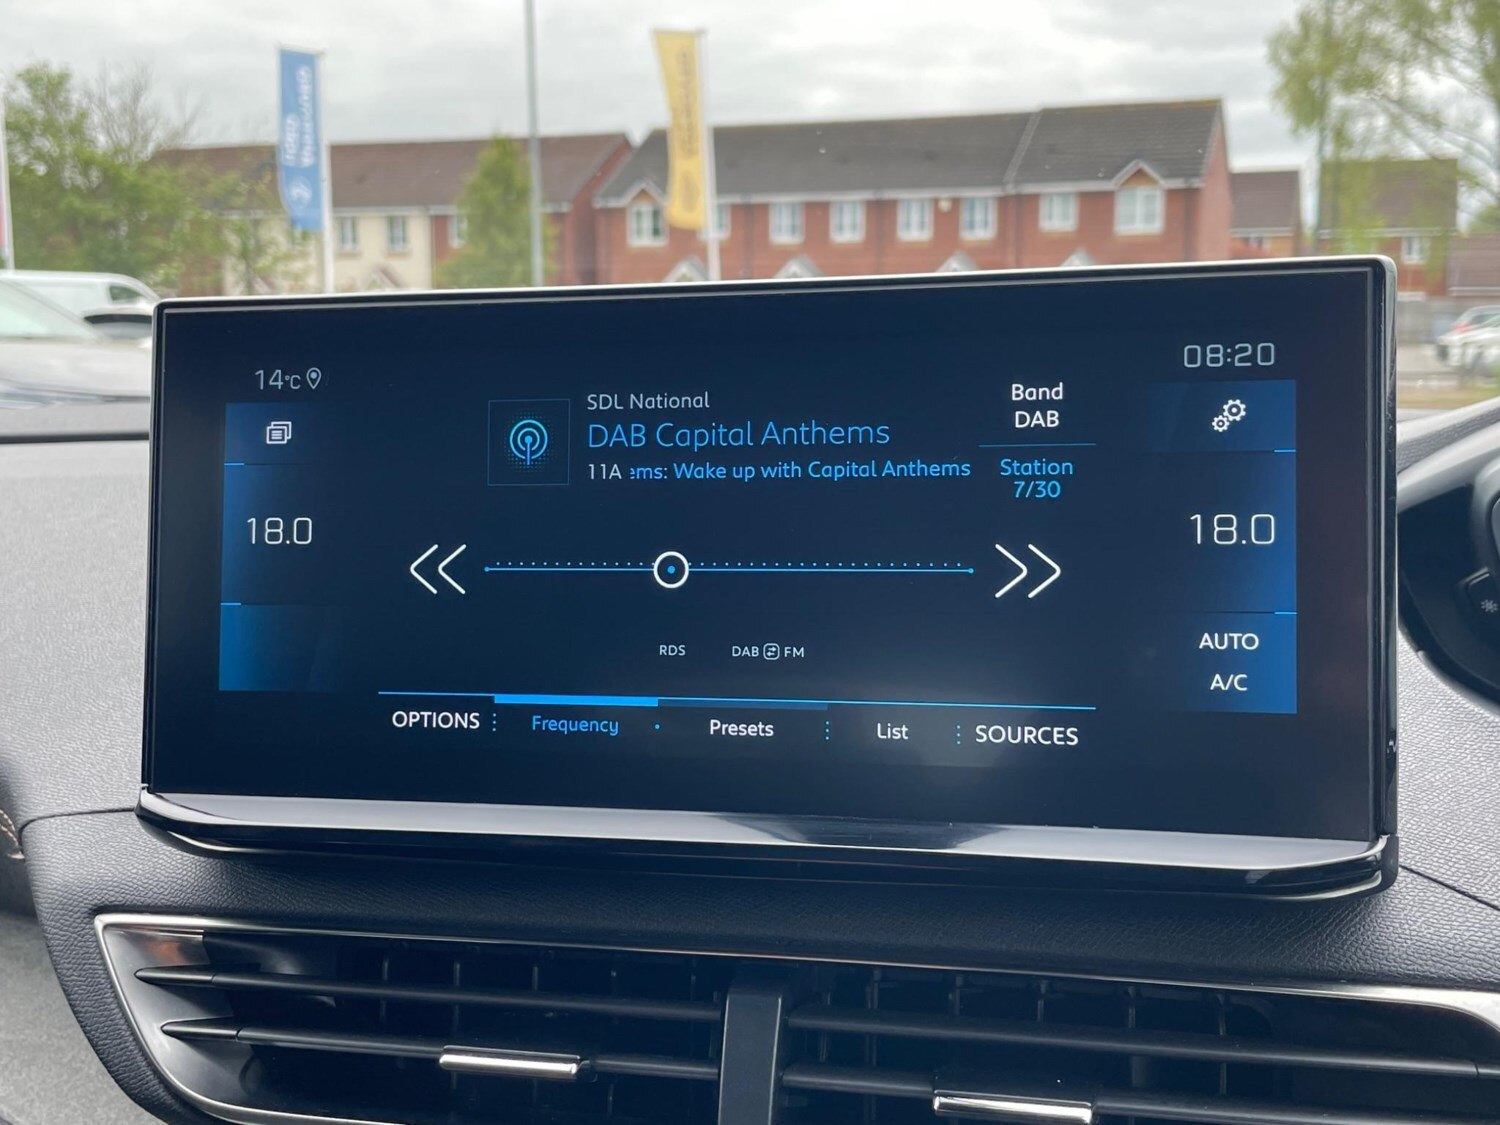 14°C
08:20
SDL National
DAB Capital Anthems
11A ems: Wake up with Capital Anthems
Band
DAB
Station
7/30
18.0
18.0
RDS
DAB FM
AUTO
A/C
OPTIONS
Frequency
Presets
List
SOURCES